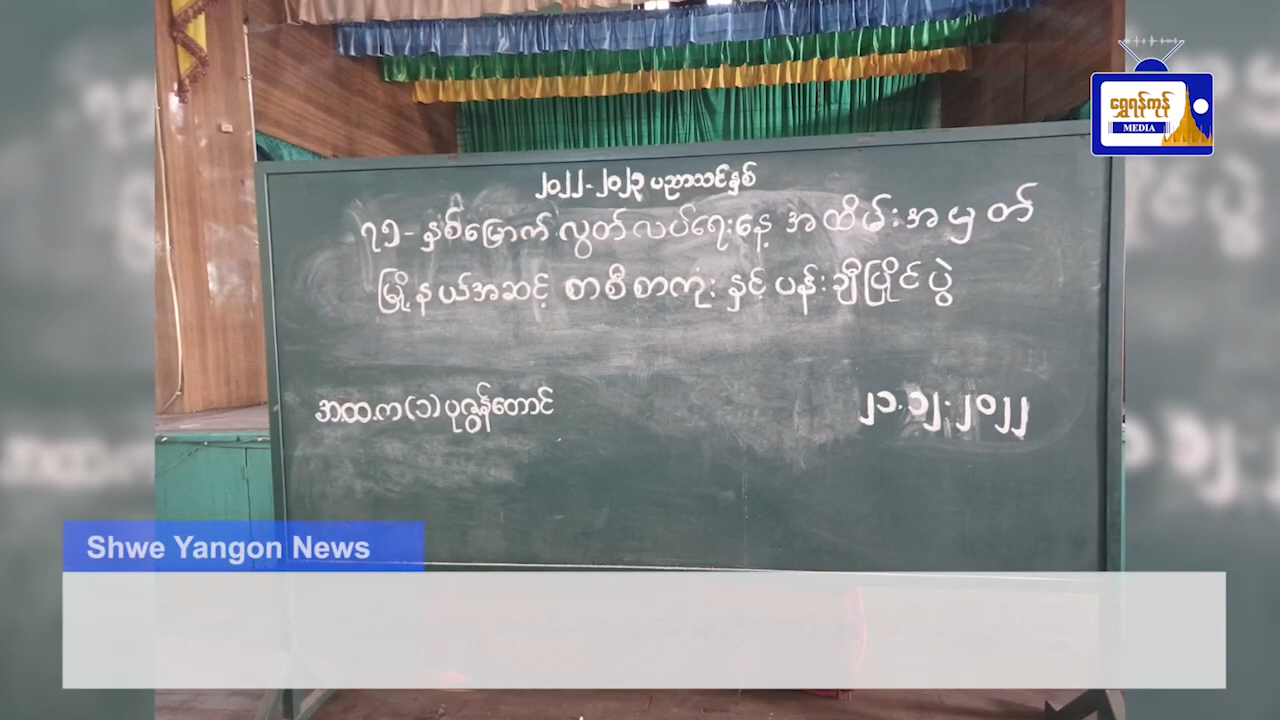 ရွှေရန်ကုန်
MEDIA
၂၀၂၂-၂၀၂၃ ပညာသင်နှစ်
၇၅-နှစ်မြောက် လွတ်လပ်ရေးနေ့ အထိမ်းအမှတ်
မြို့နယ်အဆင့် စာစီစာကုံး နှင့် ပန်းချီပြိုင်ပွဲ
အ.ထ.က (၁) ပုဇွန်တောင်
၂၁.၁၂.၂၀၂၂
Shwe Yangon News